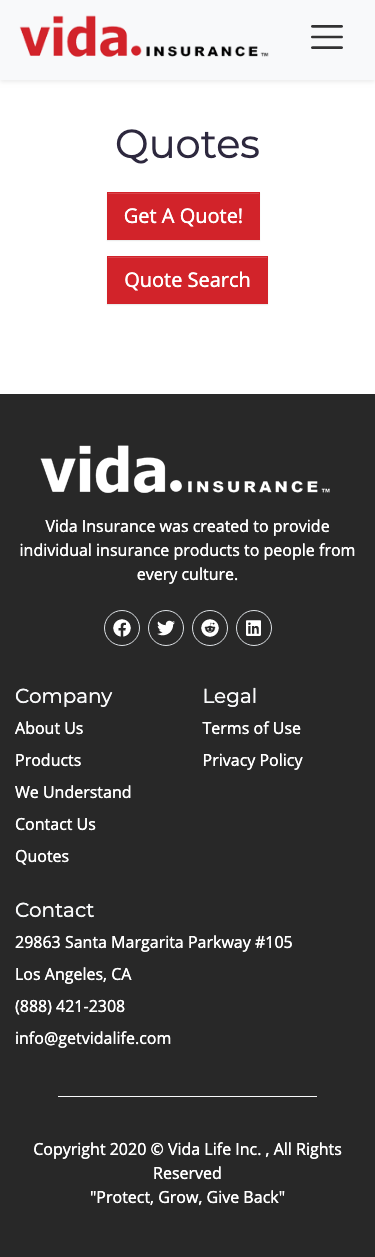 vida.INSURANCE™
Quotes
Get A Quote!
Quote Search
vida.INSURANCE™
Vida Insurance was created to provide
individual insurance products to people from
every culture.
Company
About Us
Products
We Understand
Contact Us
Quotes
Legal
Terms of Use
Privacy Policy
Contact
29863 Santa Margarita Parkway #105
Los Angeles, CA
(888) 421-2308
info@getvidalife.com
Copyright 2020 © Vida Life Inc. , All Rights
Reserved
"Protect, Grow, Give Back"